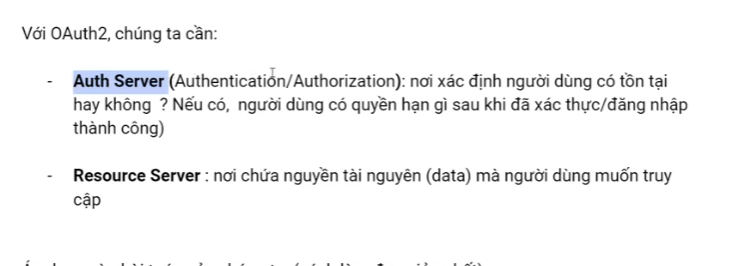 Với OAuth2, chúng ta cần:
- Auth Server (Authentication/Authorization): nơi xác định người dùng có tồn tại
hay không ? Nếu có, người dùng có quyền hạn gì sau khi đã xác thực/đăng nhập
thành công)
- Resource Server : nơi chứa nguyền tài nguyên (data) mà người dùng muốn truy
cập